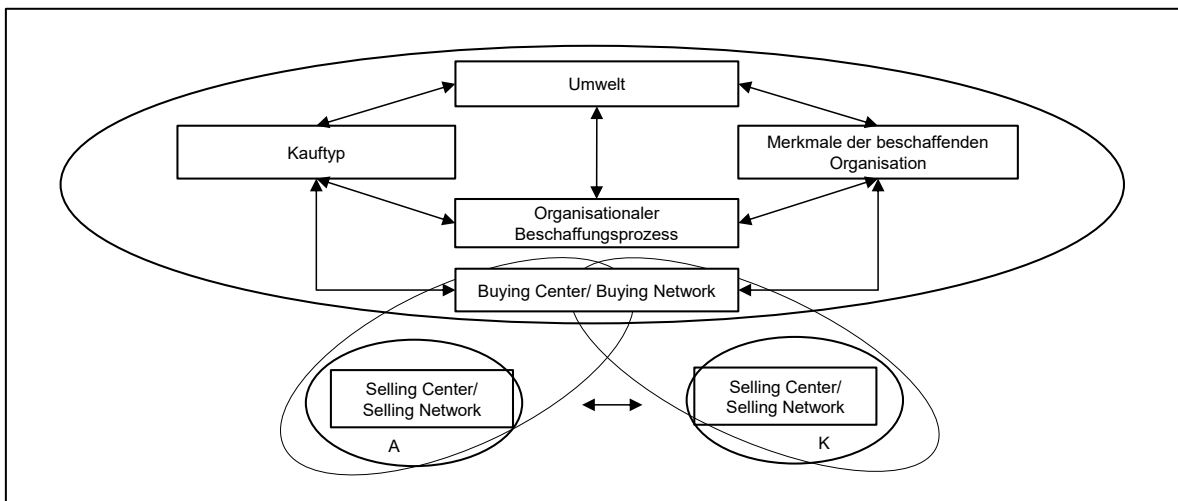 Umwelt
Kauftyp
Merkmale der beschaffenden
Organisation
Organisationaler
Beschaffungsprozess
Buying Center/ Buying Network
Selling Center/
Selling Network
A
Selling Center/
Selling Network
K